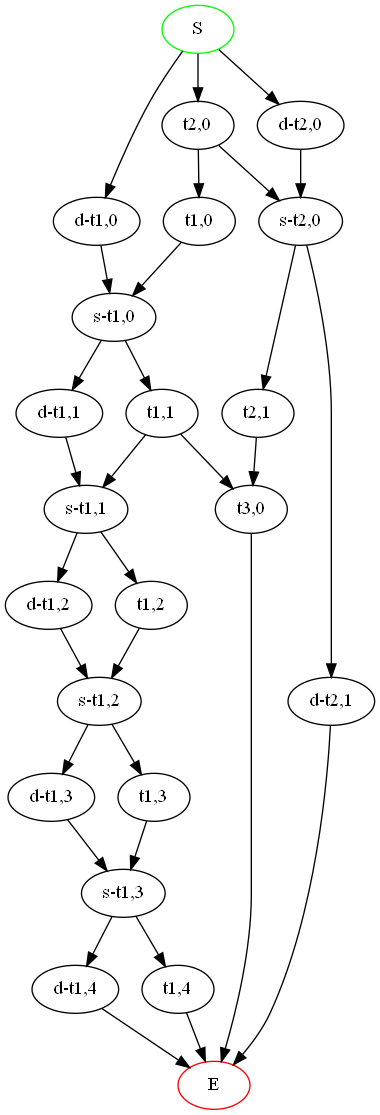 S
t2,0
d-t2,0
d-t1,0
t1,0
s-t2,0
s-t1,0
d-t1,1
t1,1
t2,1
s-t1,1
t3,0
d-t1,2
t1,2
s-t1,2
d-t2,1
d-t1,3
t1,3
s-t1,3
d-t1,4
t1,4
E